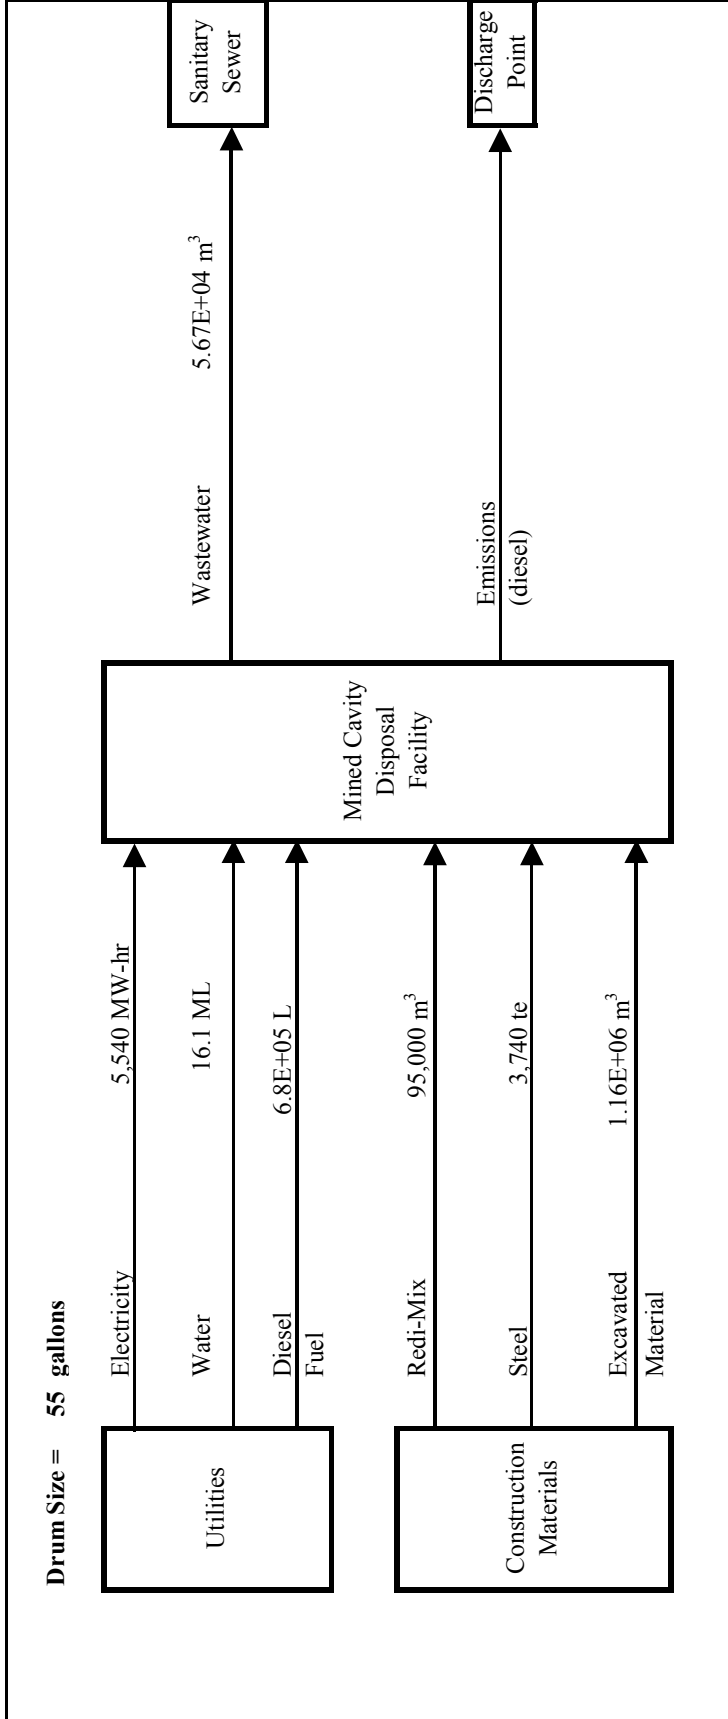 Drum Size = 55 gallons
Utilities
Electricity 5,540 MW-hr
Water 16.1 ML
Diesel 6.8E+05 L
Fuel
Construction
Materials
Redi-Mix 95,000 m³
Steel 3,740 te
Excavated 1.16E+06 m³
Material
Mined Cavity
Disposal
Facility
Wastewater 5.67E+04 m³
Emissions
(diesel)
Sanitary
Sewer
Discharge
Point